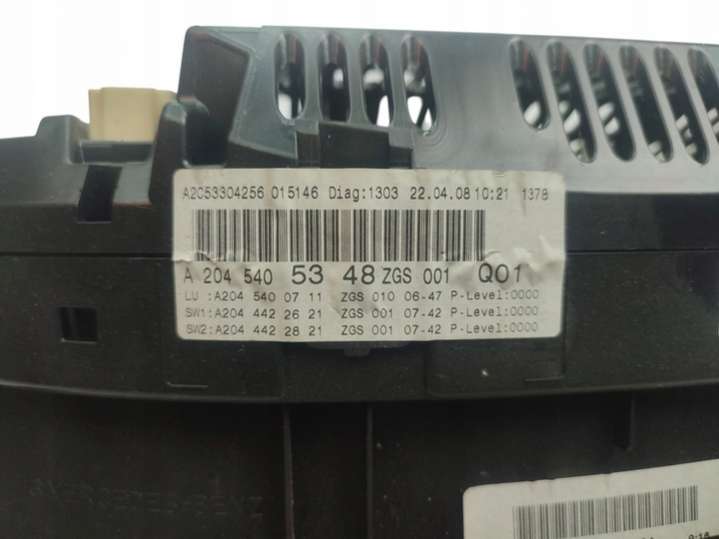 A2C53304256 015146 Diag:1303 22.04.08 10:21 1378
A 204 540 53 48 ZGS 001 Q01
LU :A204 540 07 11 ZGS 010 06-47 P-Level:0000
SW1:A204 442 26 21 ZGS 001 07-42 P-Level:0000
SW2:A204 442 28 21 ZGS 001 07-42 P-Level:0000